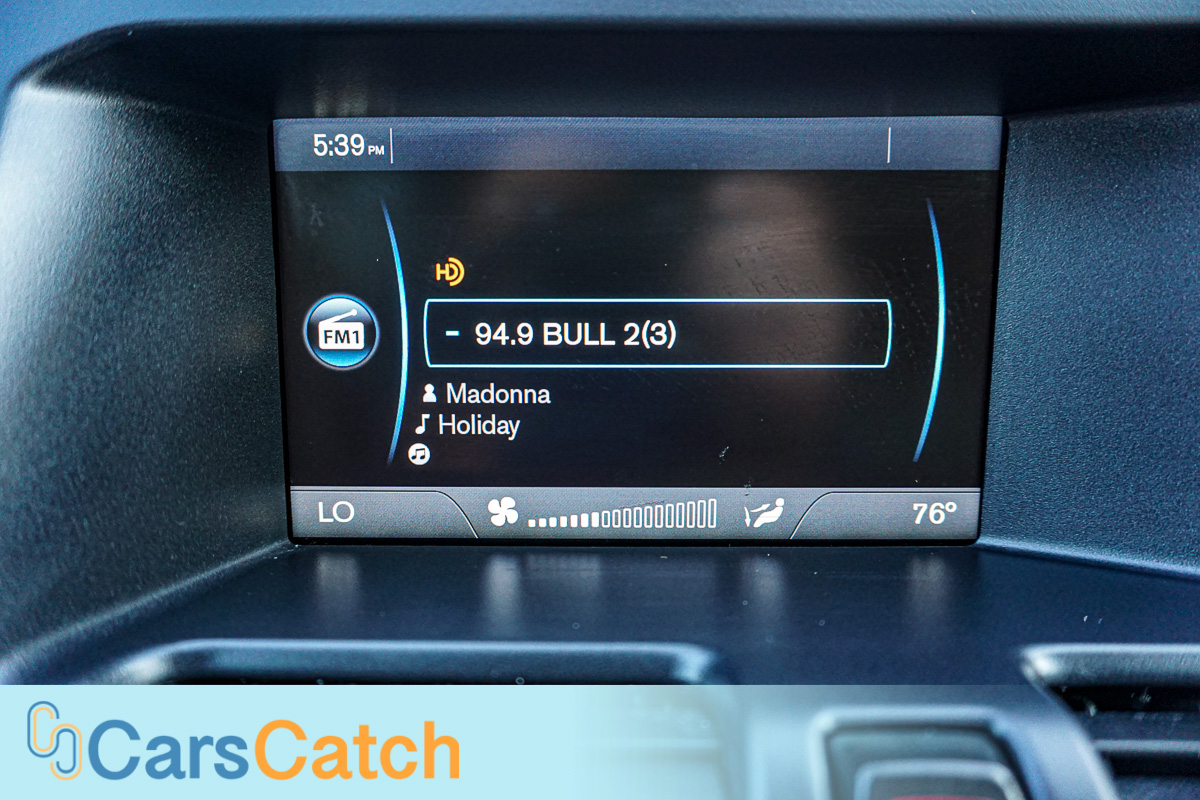 5:39 PM
HD
FM1
- 94.9 BULL 2(3)
Madonna
Holiday
LO
76°
CarsCatch